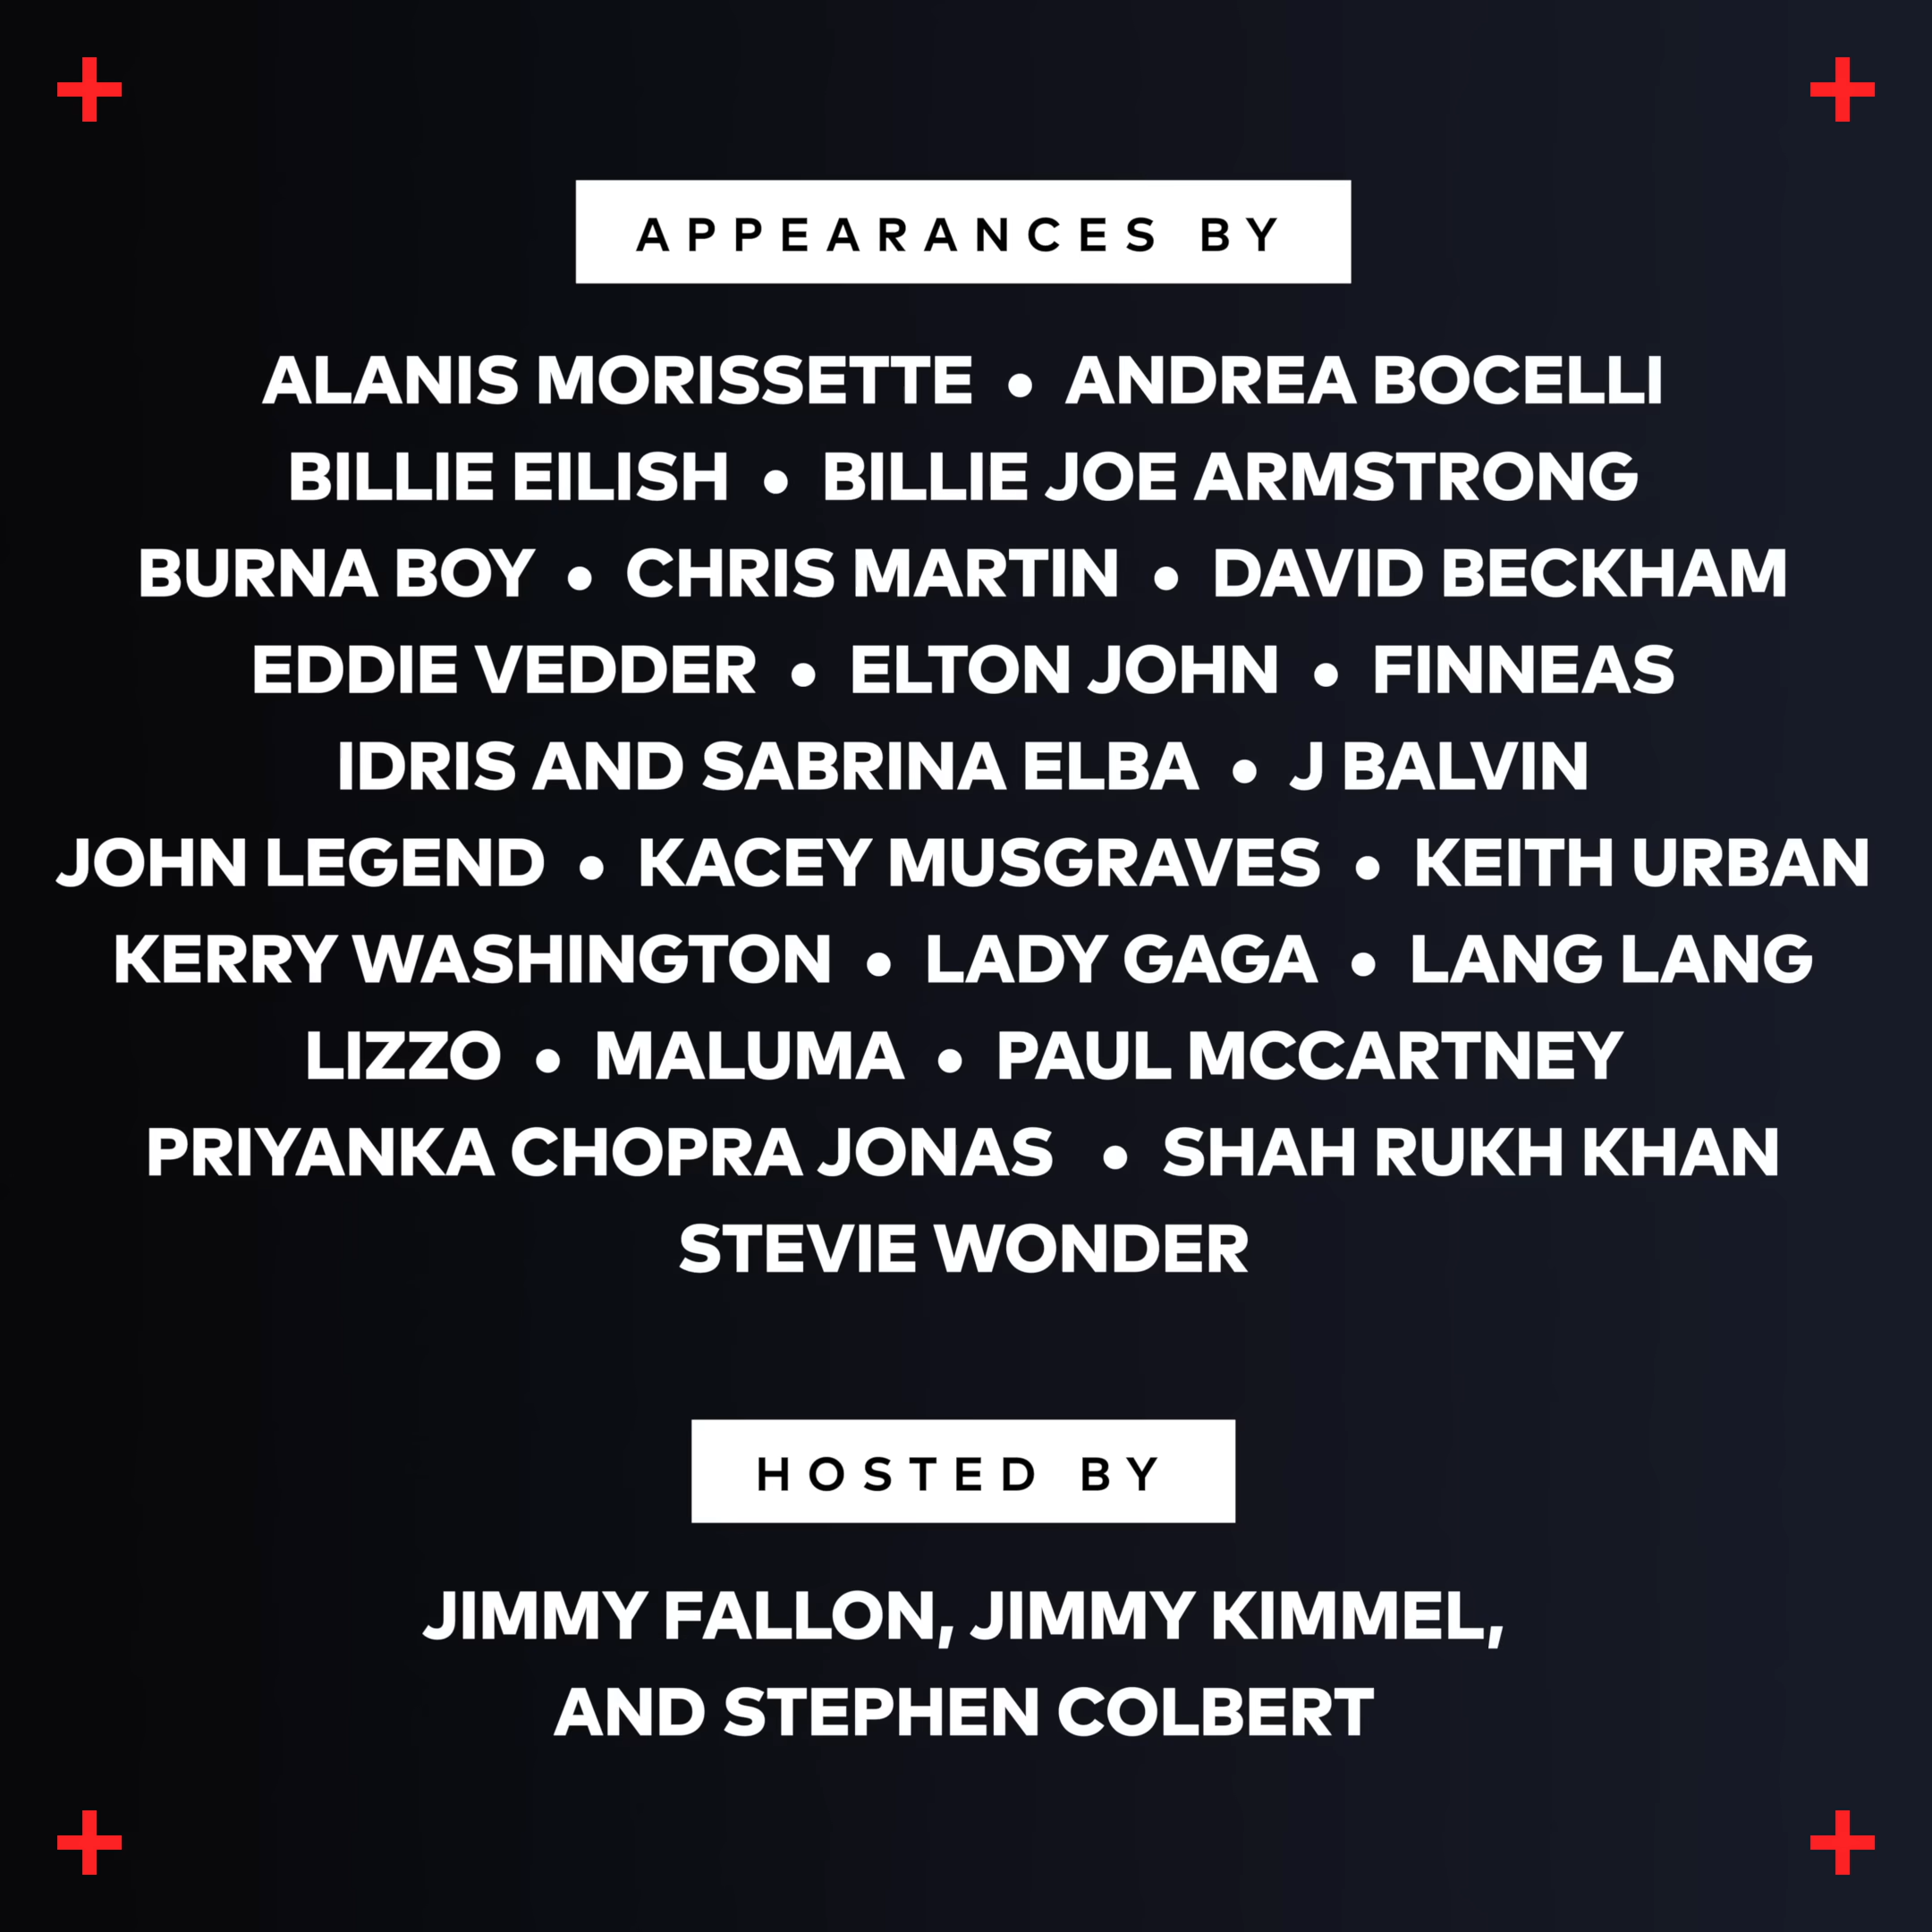 APPEARANCES BY
ALANIS MORISSETTE • ANDREA BOCELLI
BILLIE EILISH • BILLIE JOE ARMSTRONG
BURNA BOY • CHRIS MARTIN • DAVID BECKHAM
EDDIE VEDDER • ELTON JOHN • FINNEAS
IDRIS AND SABRINA ELBA • J BALVIN
JOHN LEGEND • KACEY MUSGRAVES • KEITH URBAN
KERRY WASHINGTON • LADY GAGA • LANG LANG
LIZZO • MALUMA • PAUL MCCARTNEY
PRIYANKA CHOPRA JONAS • SHAH RUKH KHAN
STEVIE WONDER
HOSTED BY
JIMMY FALLON, JIMMY KIMMEL,
AND STEPHEN COLBERT